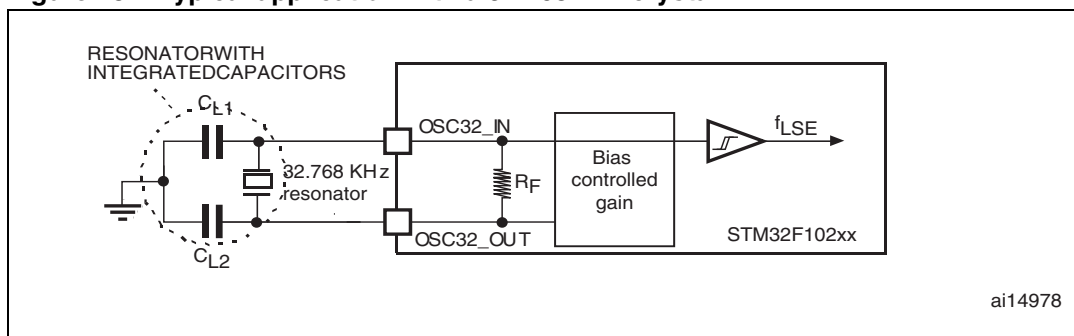 RESONATORWITH
INTEGRATEDCAPACITORS
CL1
OSC32_IN
fLSE
32.768 KHz
resonator
RF
Bias
controlled
gain
OSC32_OUT
STM32F102xx
CL2
ai14978